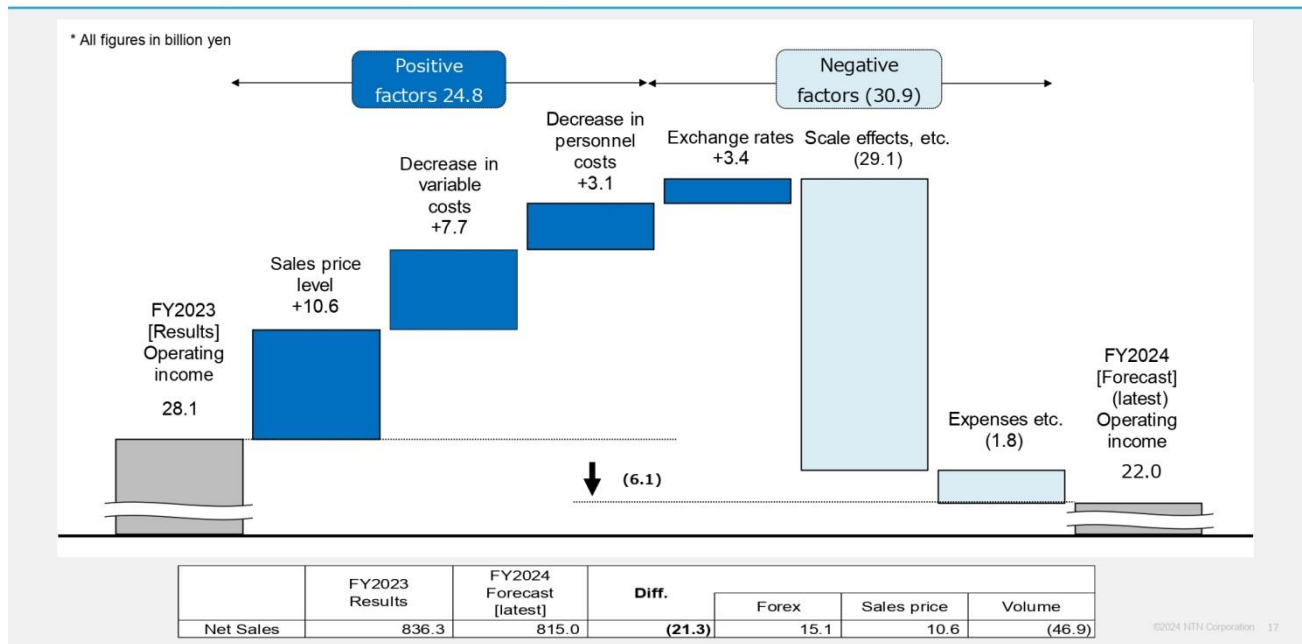 * All figures in billion yen
Positive
factors 24.8
Negative
factors (30.9)
FY2023
[Results]
Operating
income
28.1
Sales price
level
+10.6
Decrease in
variable
costs
+7.7
Decrease in
personnel
costs
+3.1
Exchange rates
+3.4
Scale effects, etc.
(29.1)
Expenses etc.
(1.8)
FY2024
[Forecast]
(latest)
Operating
income
22.0
(6.1)
FY2023
Results
FY2024
Forecast
[latest]
Diff.
Forex
Sales price
Volume
Net Sales 836.3 815.0 (21.3) 15.1 10.6 (46.9)
©2024 NTN Corporation 17